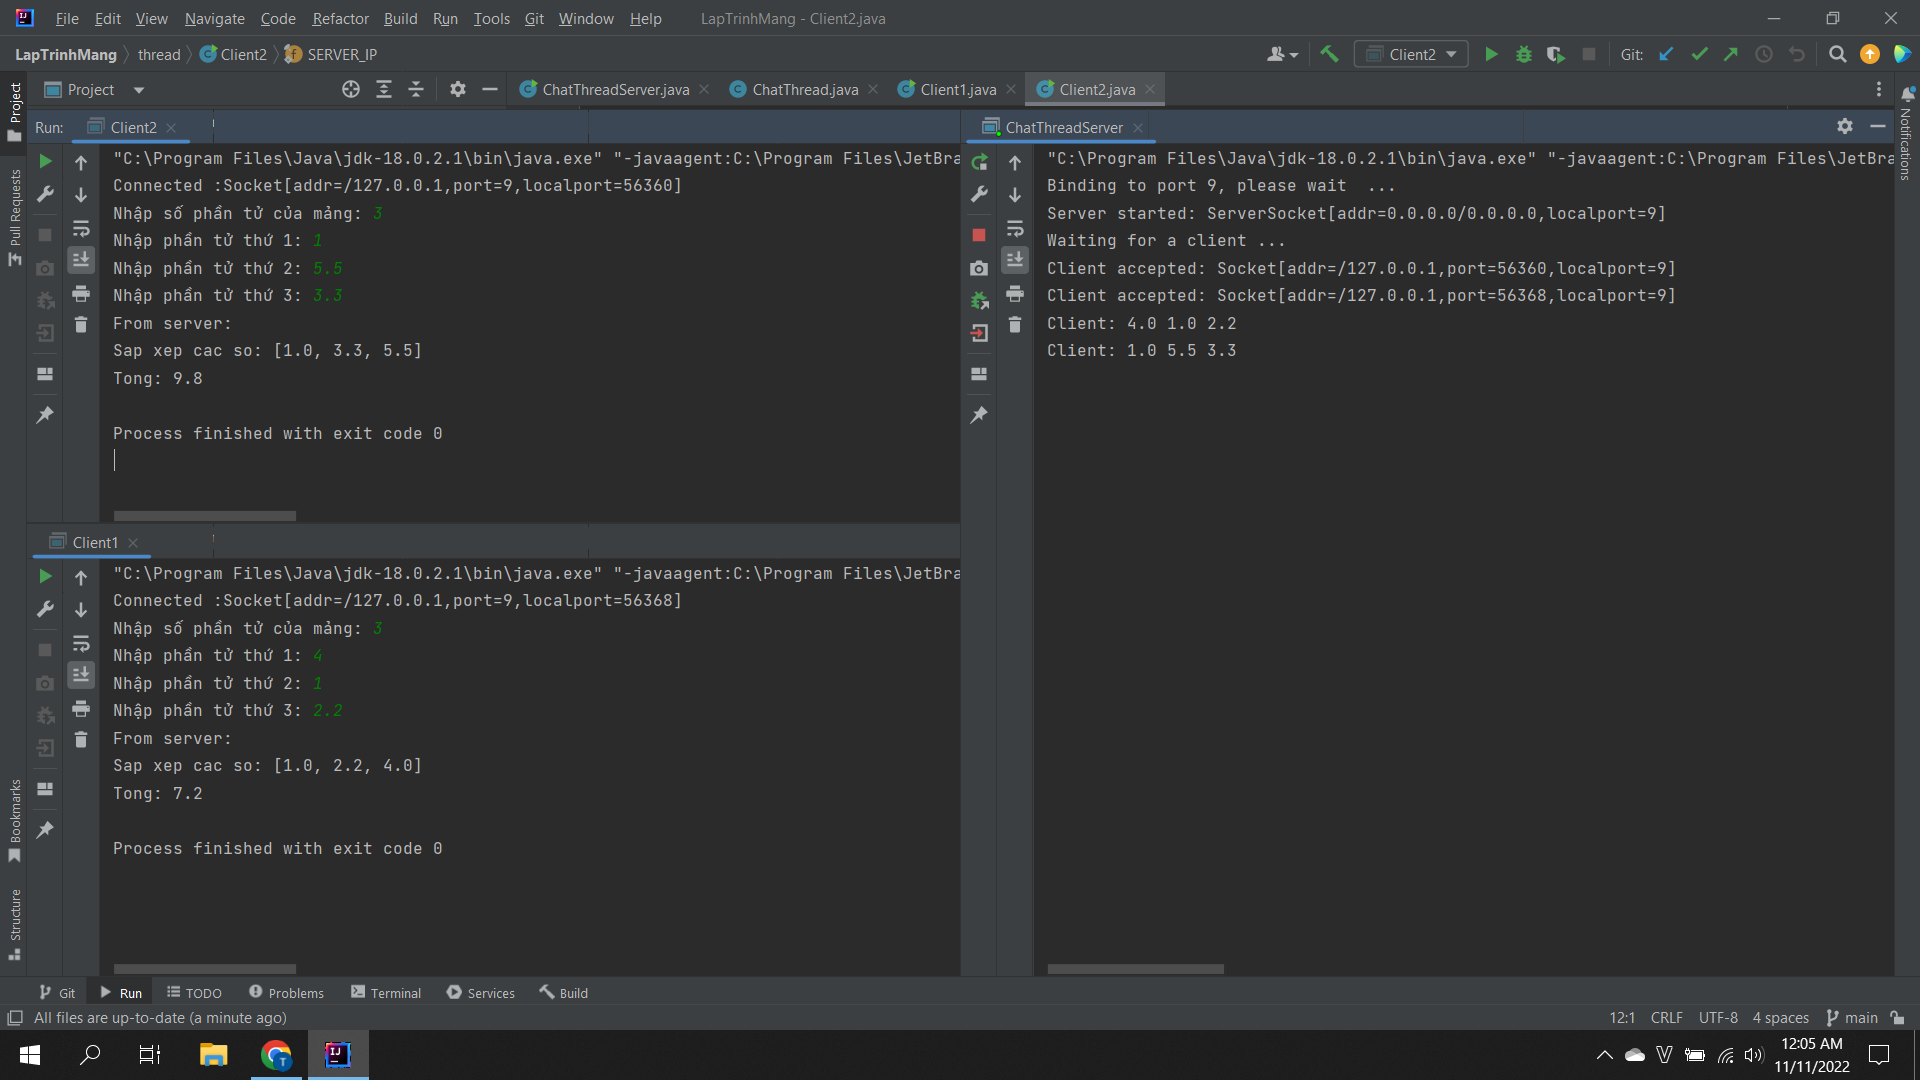 File Edit View Navigate Code Refactor Build Run Tools Git Window Help LapTrinhMang - Client2.java
LapTrinhMang thread Client2 SERVER_IP Client2 Git:
Project ChatThreadServer.java ChatThread.java Client1.java Client2.java
Run: Client2
"C:\Program Files\Java\jdk-18.0.2.1\bin\java.exe" "-javaagent:C:\Program Files\JetBra
Connected :Socket[addr=/127.0.0.1,port=9,localport=56360]
Nhập số phần tử của mảng: 3
Nhập phần tử thứ 1: 1
Nhập phần tử thứ 2: 5.5
Nhập phần tử thứ 3: 3.3
From server:
Sap xep cac so: [1.0, 3.3, 5.5]
Tong: 9.8
Process finished with exit code 0
Client1
"C:\Program Files\Java\jdk-18.0.2.1\bin\java.exe" "-javaagent:C:\Program Files\JetBra
Connected :Socket[addr=/127.0.0.1,port=9,localport=56368]
Nhập số phần tử của mảng: 3
Nhập phần tử thứ 1: 4
Nhập phần tử thứ 2: 1
Nhập phần tử thứ 3: 2.2
From server:
Sap xep cac so: [1.0, 2.2, 4.0]
Tong: 7.2
Process finished with exit code 0
ChatThreadServer
"C:\Program Files\Java\jdk-18.0.2.1\bin\java.exe" "-javaagent:C:\Program Files\JetBra
Binding to port 9, please wait  ...
Server started: ServerSocket[addr=0.0.0.0/0.0.0.0,localport=9]
Waiting for a client ...
Client accepted: Socket[addr=/127.0.0.1,port=56360,localport=9]
Client accepted: Socket[addr=/127.0.0.1,port=56368,localport=9]
Client: 4.0 1.0 2.2
Client: 1.0 5.5 3.3
Project
Pull Requests
Bookmarks
Structure
Notifications
Git Run TODO Problems Terminal Services Build
All files are up-to-date (a minute ago) 12:1 CRLF UTF-8 4 spaces main
12:05 AM
11/11/2022